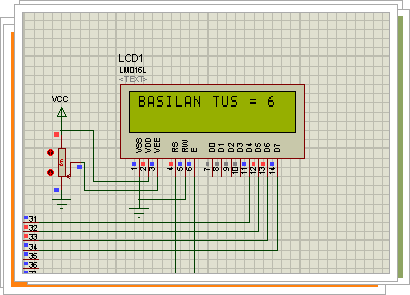 LCD1
LM016L
<TEXT>
VCC
BASILAN TUS = 6
VSS VDD VEE RS RW E D0 D1 D2 D3 D4 D5 D6 D7
1 2 3 4 5 6 7 8 9 10 11 12 13 14
31
32
33
34
35
36